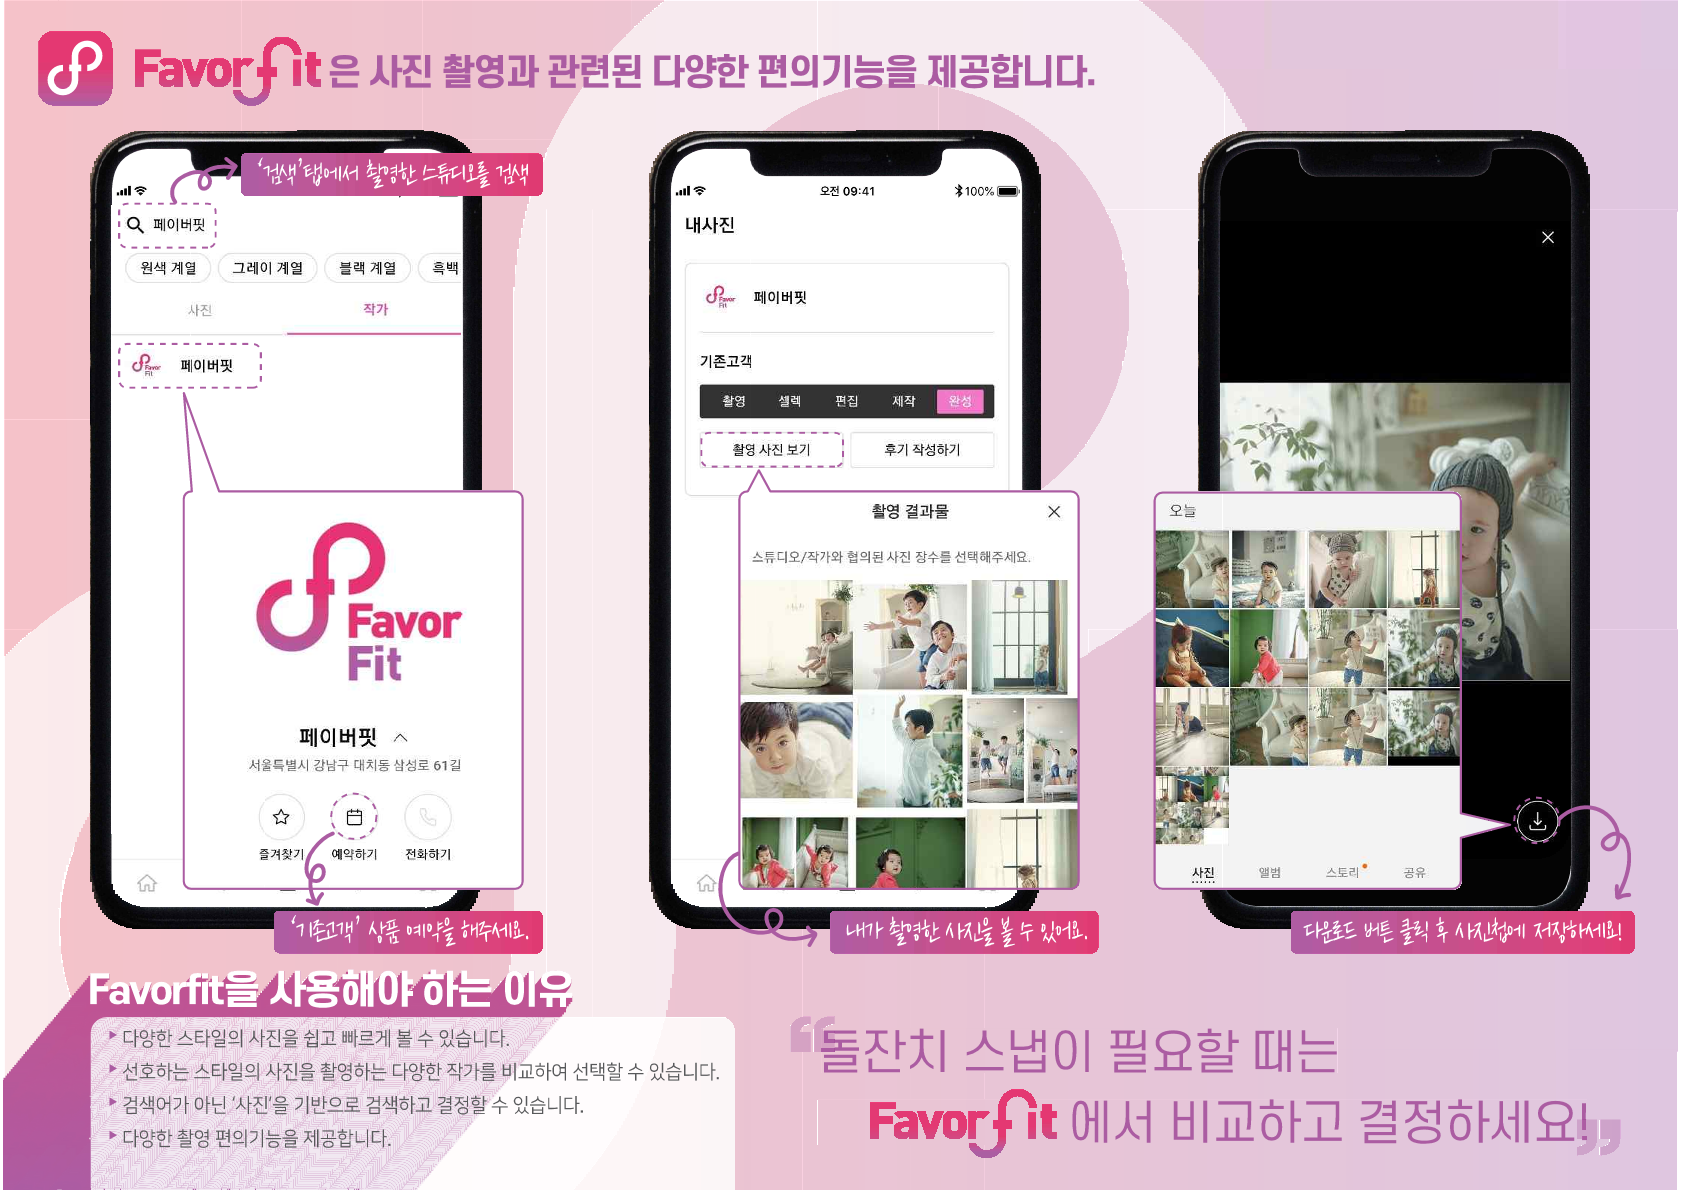 Favorfit은 사진 촬영과 관련된 다양한 편의기능을 제공합니다.
'검색'탭에서 촬영한 스튜디오를 검색
페이버핏
원색 계열 그레이 계열 블랙 계열 흑백
사진 작가
Favor Fit 페이버핏
Favor
Fit
페이버핏
서울특별시 강남구 대치동 삼성로 61길
즐겨찾기 예약하기 전화하기
'기존고객' 상품 예약을 해주세요.
오전 09:41 100%
내사진
Favor Fit 페이버핏
기존고객
촬영 셀렉 편집 제작 완성
촬영 사진 보기 후기 작성하기
촬영 결과물
스튜디오/작가와 협의된 사진 장수를 선택해주세요.
내가 촬영한 사진을 볼 수 있어요.
오늘
사진 앨범 스토리 공유
다운로드 버튼 클릭 후 사진첩에 저장하세요!
Favorfit을 사용해야 하는 이유
▸다양한 스타일의 사진을 쉽고 빠르게 볼 수 있습니다.
▸선호하는 스타일의 사진을 촬영하는 다양한 작가를 비교하여 선택할 수 있습니다.
▸검색어가 아닌 '사진'을 기반으로 검색하고 결정할 수 있습니다.
▸다양한 촬영 편의기능을 제공합니다.
“돌잔치 스냅이 필요할 때는
Favorfit에서 비교하고 결정하세요!”